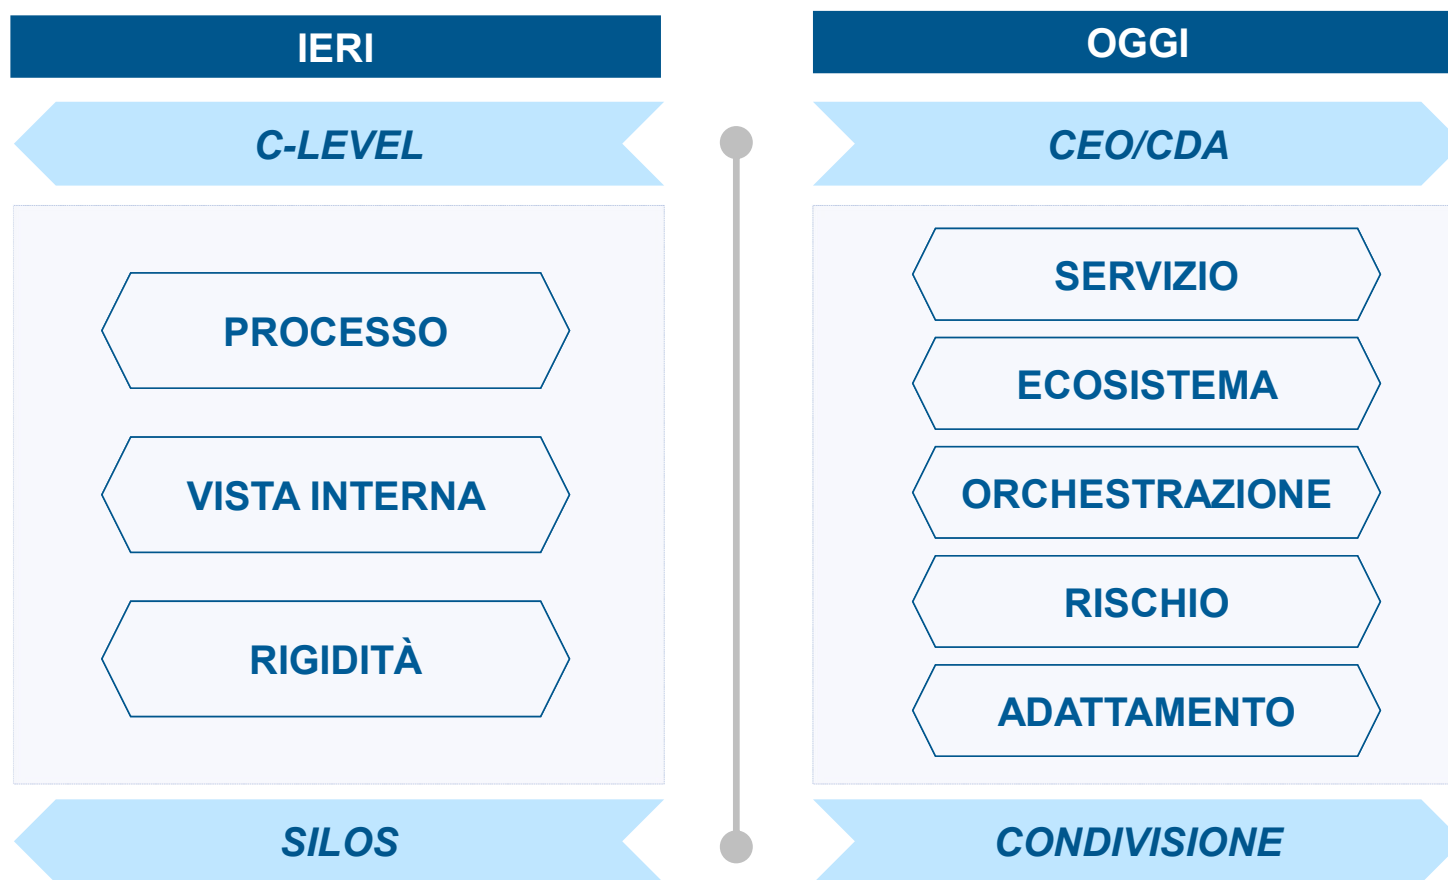 IERI
C-LEVEL
PROCESSO
VISTA INTERNA
RIGIDITÀ
SILOS
OGGI
CEO/CDA
SERVIZIO
ECOSISTEMA
ORCHESTRAZIONE
RISCHIO
ADATTAMENTO
CONDIVISIONE